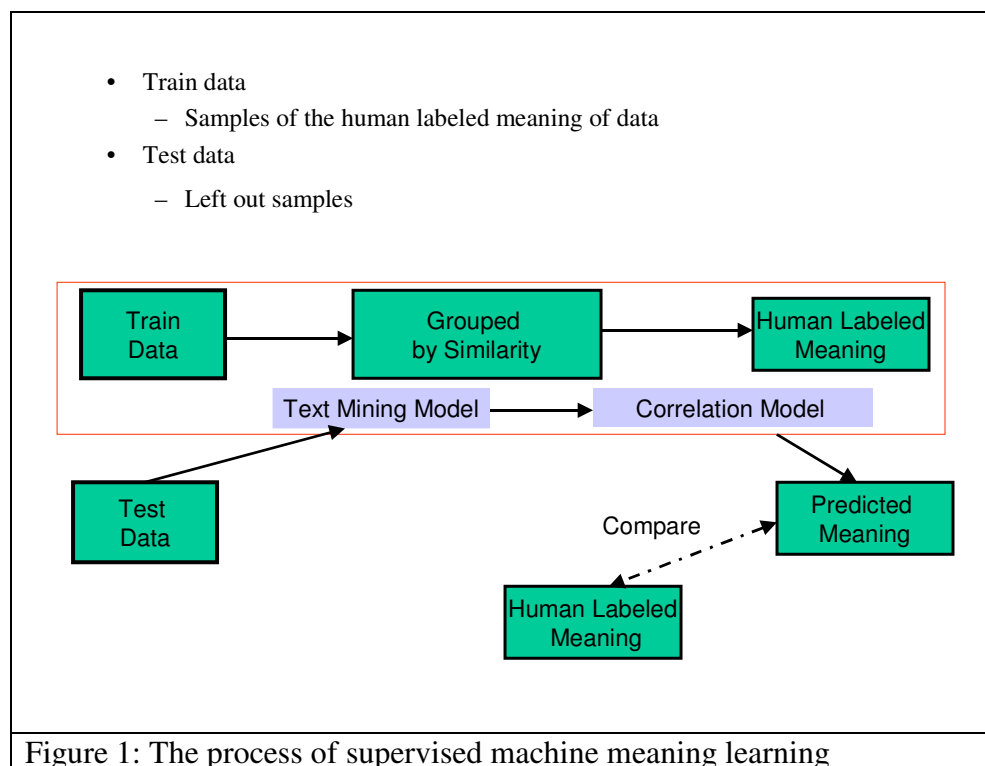 • Train data
– Samples of the human labeled meaning of data
• Test data
– Left out samples
Train
Data
Grouped
by Similarity
Human Labeled
Meaning
Text Mining Model
Correlation Model
Test
Data
Predicted
Meaning
Compare
Human Labeled
Meaning
Figure 1: The process of supervised machine meaning learning